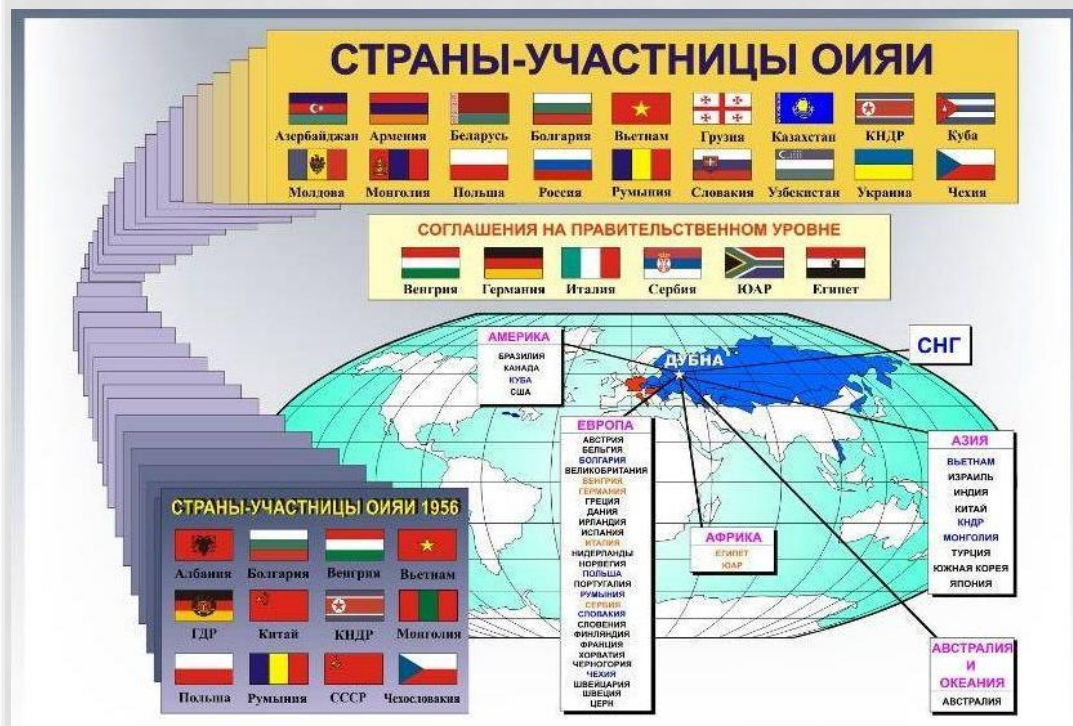 СТРАНЫ-УЧАСТНИЦЫ ОИЯИ
Азербайджан Армения Беларусь Болгария Вьетнам Грузия Казахстан КНДР Куба
Молдова Монголия Польша Россия Румыния Словакия Узбекистан Украина Чехия
СОГЛАШЕНИЯ НА ПРАВИТЕЛЬСТВЕННОМ УРОВНЕ
Венгрия Германия Италия Сербия ЮАР Египет
АМЕРИКА
БРАЗИЛИЯ
КАНАДА
КУБА
США
ДУБНА
СНГ
ЕВРОПА
АВСТРИЯ
БЕЛЬГИЯ
БОЛГАРИЯ
ВЕЛИКОБРИТАНИЯ
ВЕНГРИЯ
ГЕРМАНИЯ
ГРЕЦИЯ
ДАНИЯ
ИРЛАНДИЯ
ИСПАНИЯ
ИТАЛИЯ
НИДЕРЛАНДЫ
НОРВЕГИЯ
ПОЛЬША
ПОРТУГАЛИЯ
РУМЫНИЯ
СЕРБИЯ
СЛОВАКИЯ
СЛОВЕНИЯ
ФИНЛЯНДИЯ
ФРАНЦИЯ
ХОРВАТИЯ
ЧЕРНОГОРИЯ
ЧЕХИЯ
ШВЕЙЦАРИЯ
ШВЕЦИЯ
ЦЕРН
АФРИКА
ЕГИПЕТ
ЮАР
АЗИЯ
ВЬЕТНАМ
ИЗРАИЛЬ
ИНДИЯ
КИТАЙ
КНДР
МОНГОЛИЯ
ТУРЦИЯ
ЮЖНАЯ КОРЕЯ
ЯПОНИЯ
АВСТРАЛИЯ
И
ОКЕАНИЯ
АВСТРАЛИЯ
СТРАНЫ-УЧАСТНИЦЫ ОИЯИ 1956
Албания Болгария Венгрия Вьетнам
ГДР Китай КНДР Монголия
Польша Румыния СССР Чехословакия